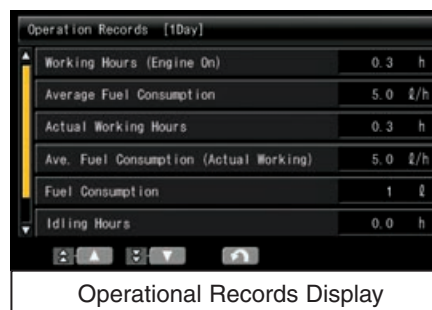 Operation Records [1Day]
Working Hours (Engine On) 0.3 h
Average Fuel Consumption 5.0 ℓ/h
Actual Working Hours 0.3 h
Ave. Fuel Consumption (Actual Working) 5.0 ℓ/h
Fuel Consumption 1 ℓ
Idling Hours 0.0 h
Operational Records Display